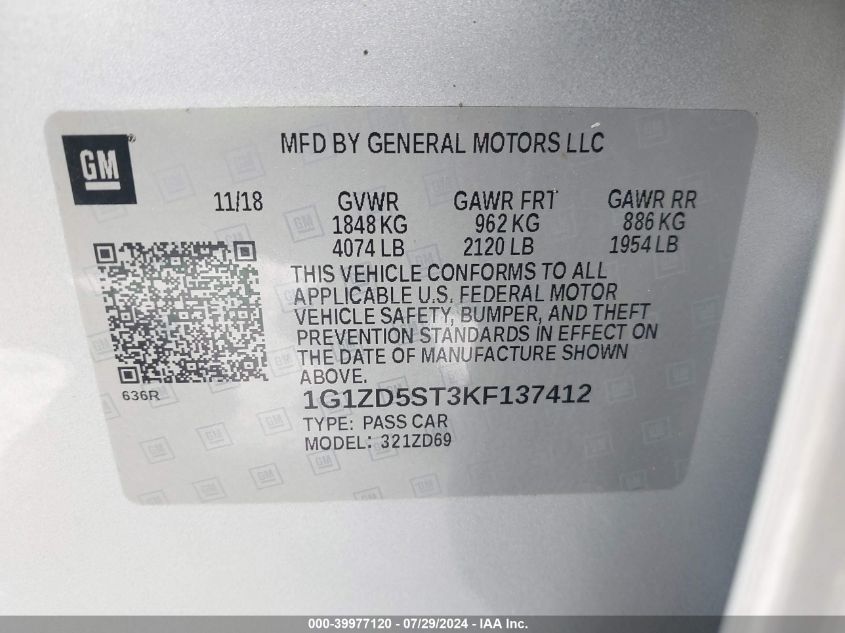 GM®
MFD BY GENERAL MOTORS LLC
11/18 GVWR GAWR FRT GAWR RR
1848 KG 962 KG 886 KG
4074 LB 2120 LB 1954 LB
THIS VEHICLE CONFORMS TO ALL
APPLICABLE U.S. FEDERAL MOTOR
VEHICLE SAFETY, BUMPER, AND THEFT
PREVENTION STANDARDS IN EFFECT ON
THE DATE OF MANUFACTURE SHOWN
ABOVE.
636R
1G1ZD5ST3KF137412
TYPE: PASS CAR
MODEL: 321ZD69
000-39977120 - 07/29/2024 - IAA Inc.